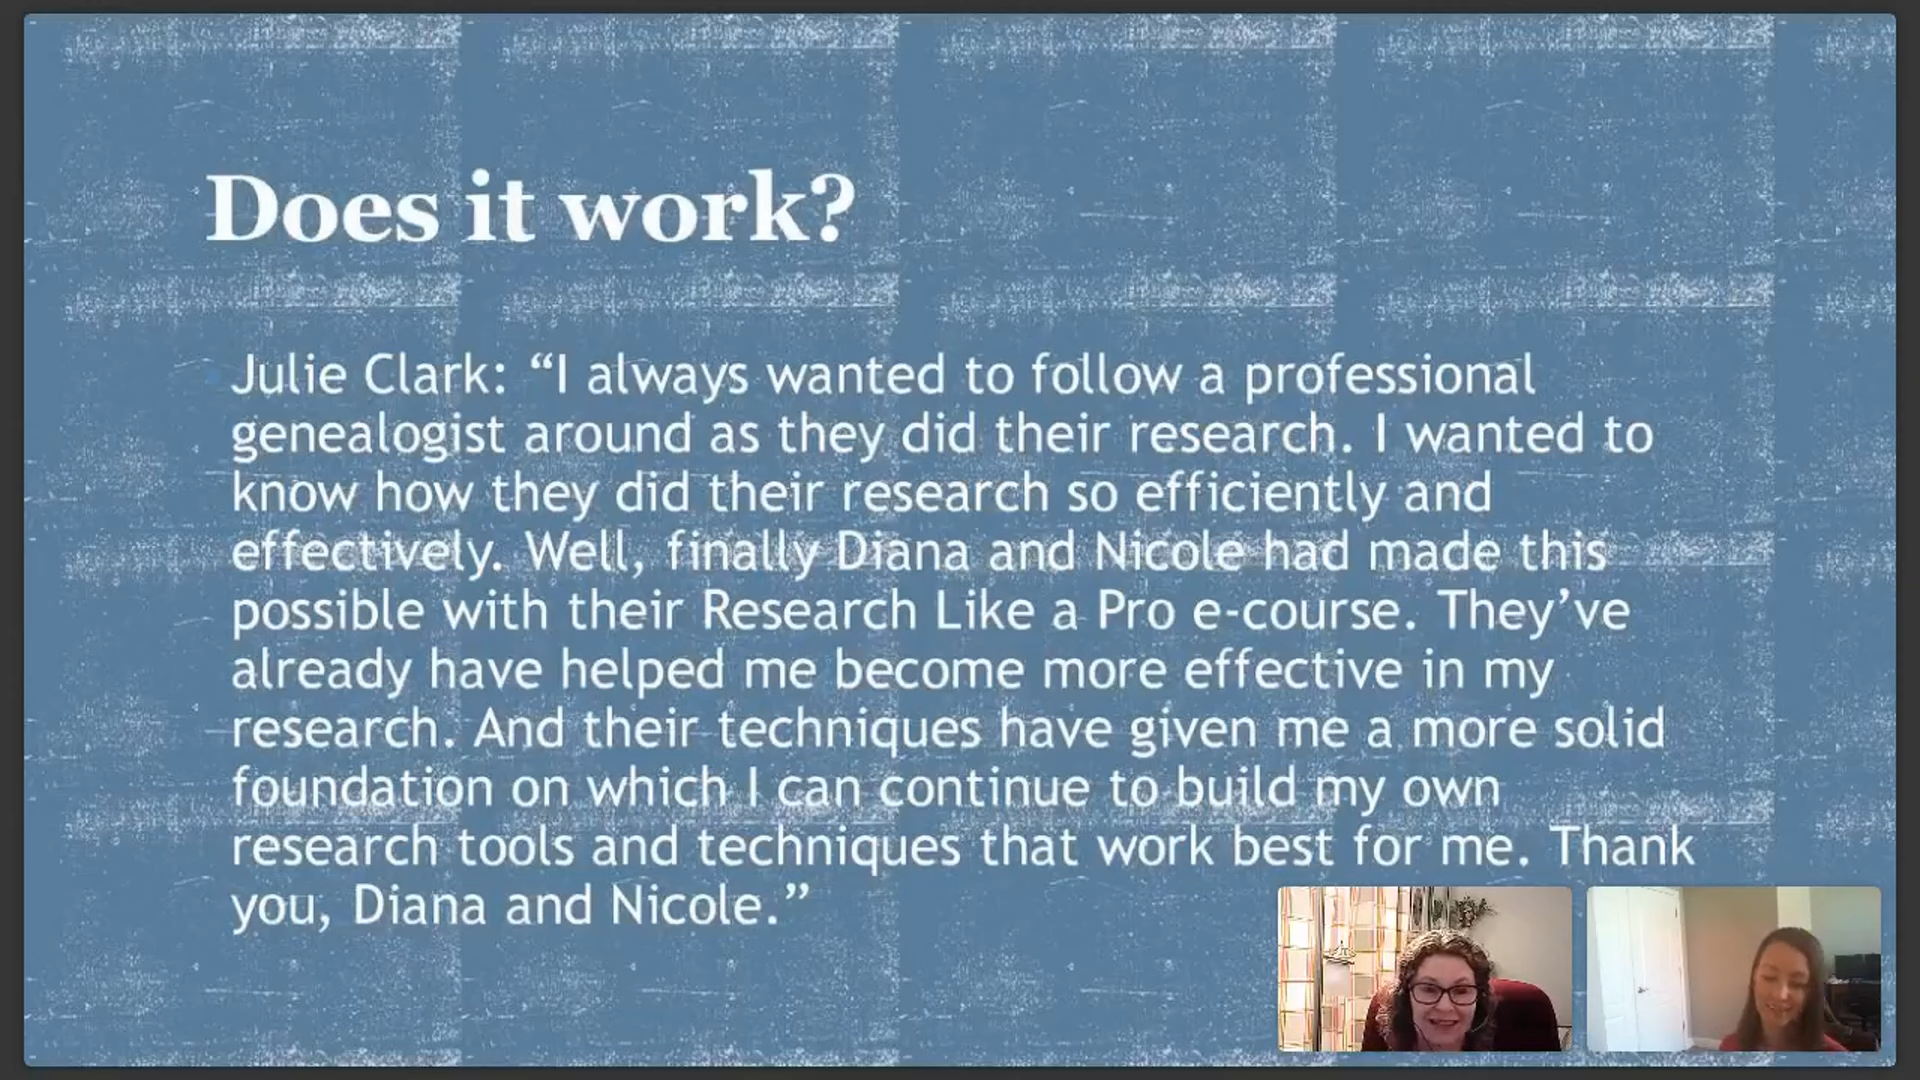 Does it work?
Julie Clark: “I always wanted to follow a professional
genealogist around as they did their research. I wanted to
know how they did their research so efficiently and
effectively. Well, finally Diana and Nicole had made this
possible with their Research Like a Pro e-course. They’ve
already have helped me become more effective in my
research. And their techniques have given me a more solid
foundation on which I can continue to build my own
research tools and techniques that work best for me. Thank
you, Diana and Nicole.”